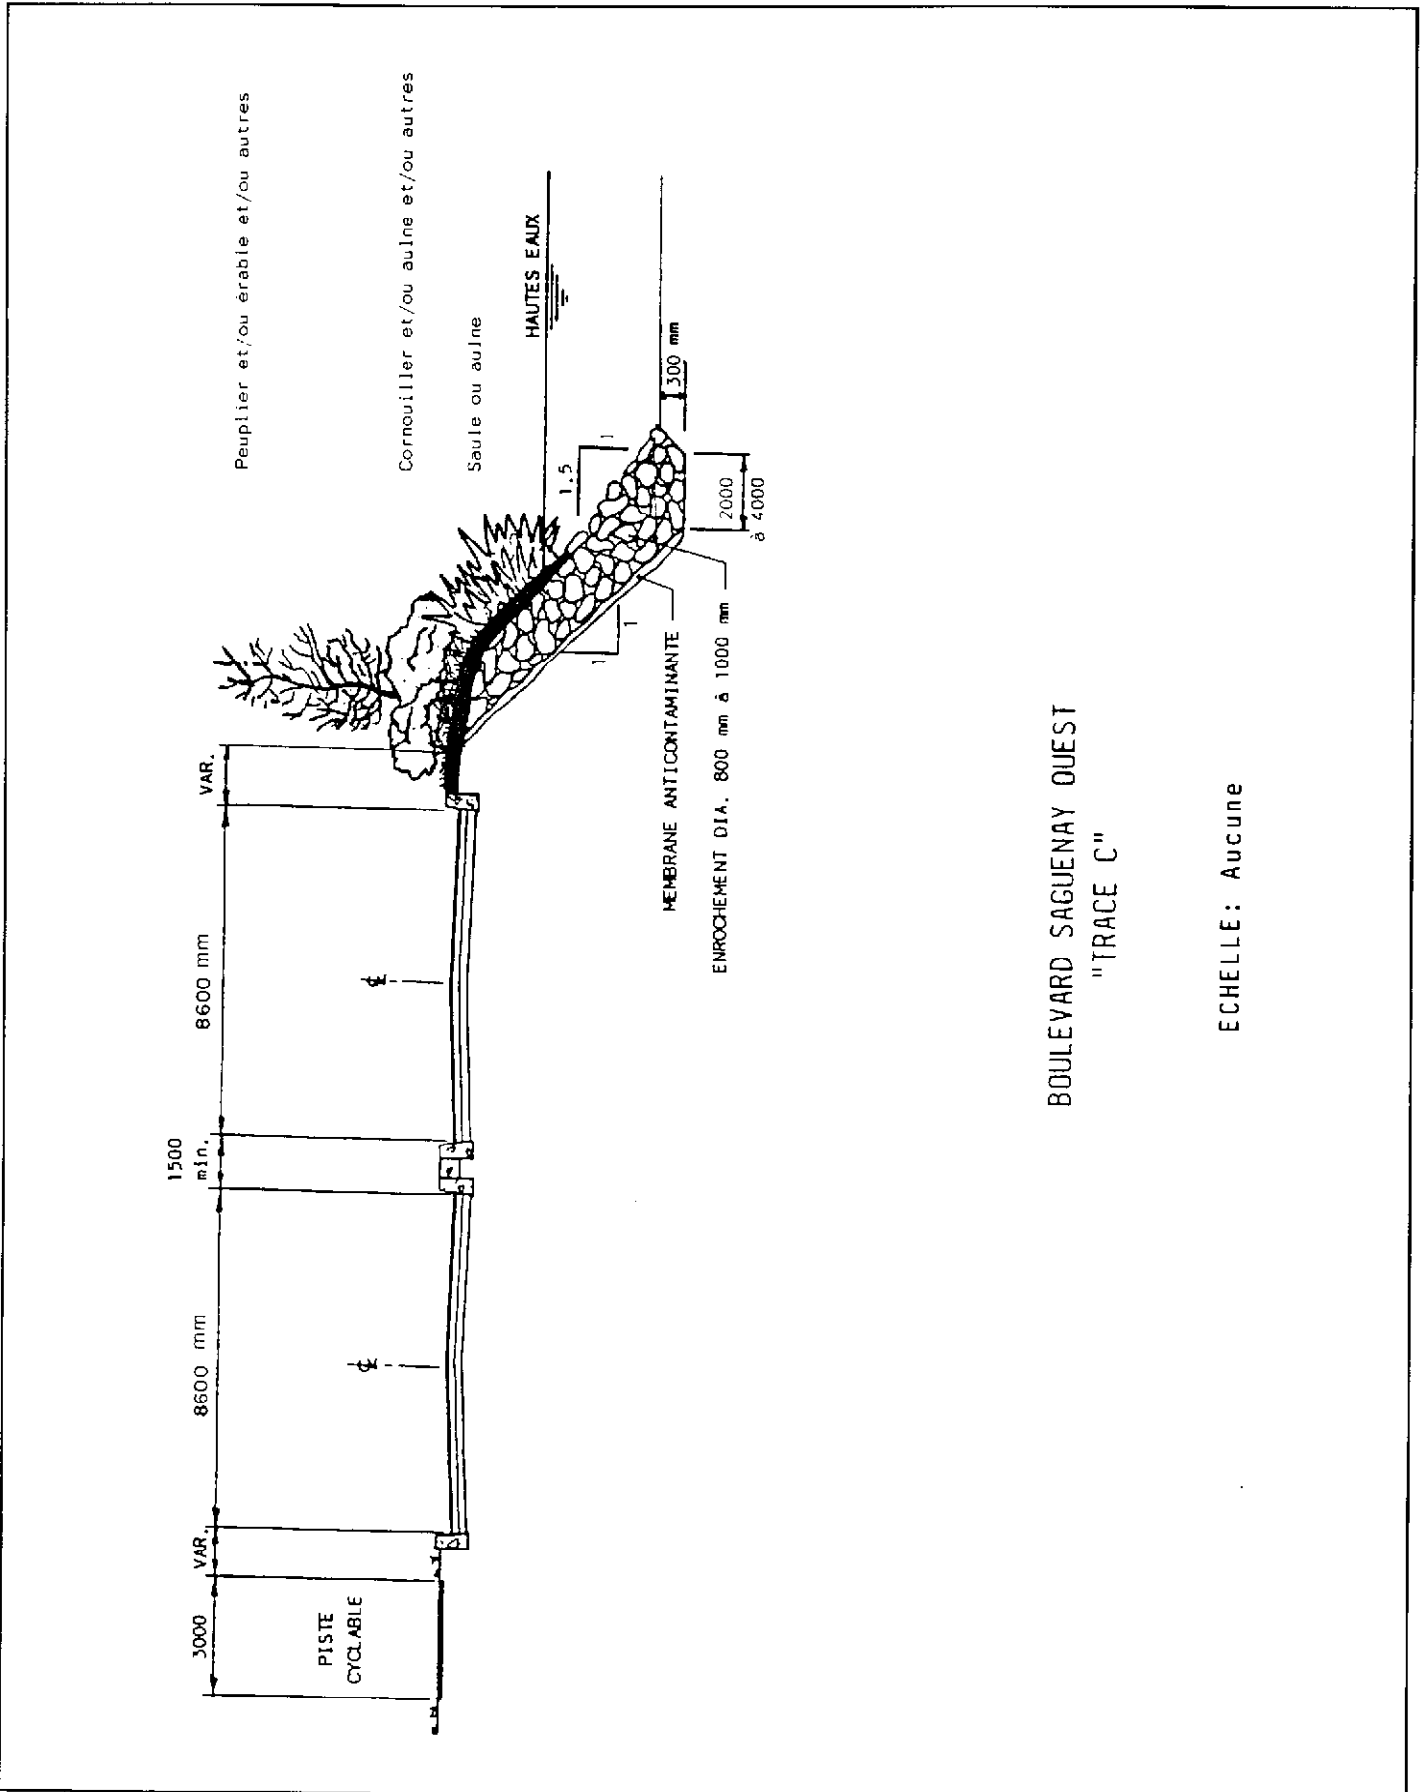 Peuplier et/ou érable et/ou autres
Cornouiller et/ou aulne et/ou autres
Saule ou aulne
HAUTES EAUX
3000
VAR.
8600 mm
1500
min.
8600 mm
VAR.
PISTE
CYCLABLE
℄
℄
1.5
1
1
1
300 mm
2000
à 4000
MEMBRANE ANTICONTAMINANTE
ENROCHEMENT DIA. 800 mm à 1000 mm
BOULEVARD SAGUENAY OUEST
"TRACE C"
ECHELLE: Aucune